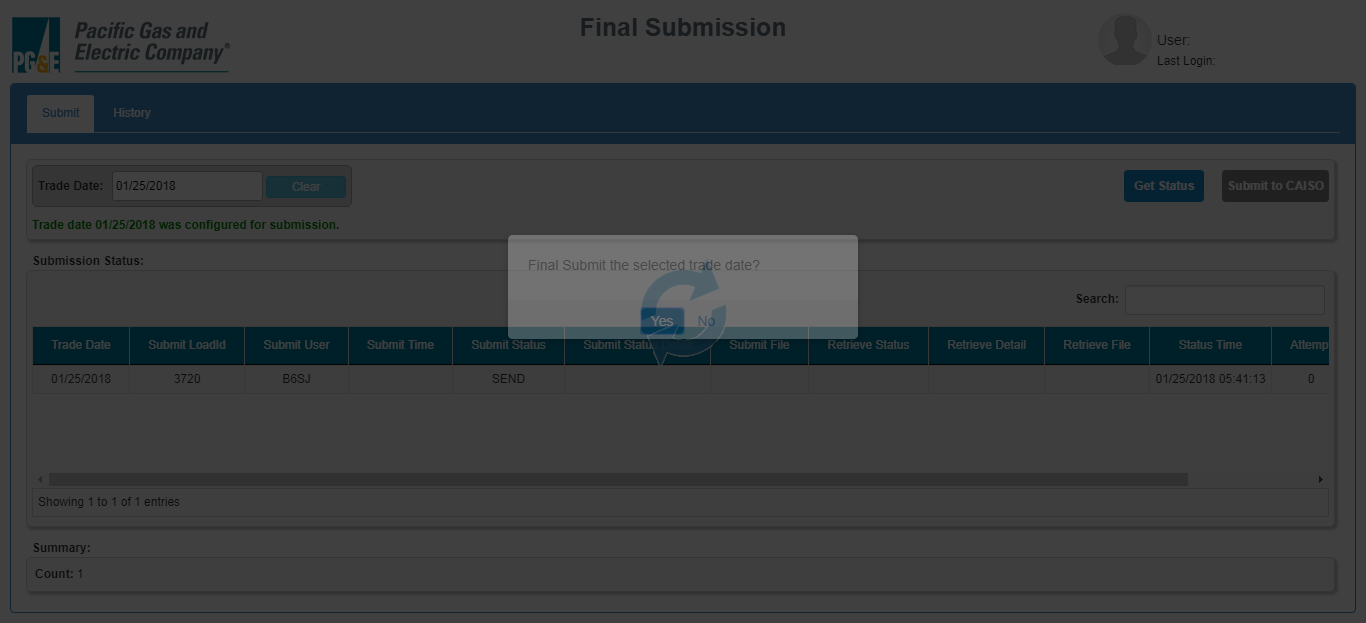 Pacific Gas and
Electric Company®
PG&E
Final Submission
User:
Last Login:
Submit History
Trade Date: 01/25/2018 Clear
Get Status Submit to CAISO
Trade date 01/25/2018 was configured for submission.
Final Submit the selected trade date?
Yes No
Submission Status:
Search:
Trade Date Submit LoadId Submit User Submit Time Submit Status Submit Status Submit File Retrieve Status Retrieve Detail Retrieve File Status Time Attemp
01/25/2018 3720 B6SJ SEND 01/25/2018 05:41:13 0
Showing 1 to 1 of 1 entries
Summary:
Count: 1